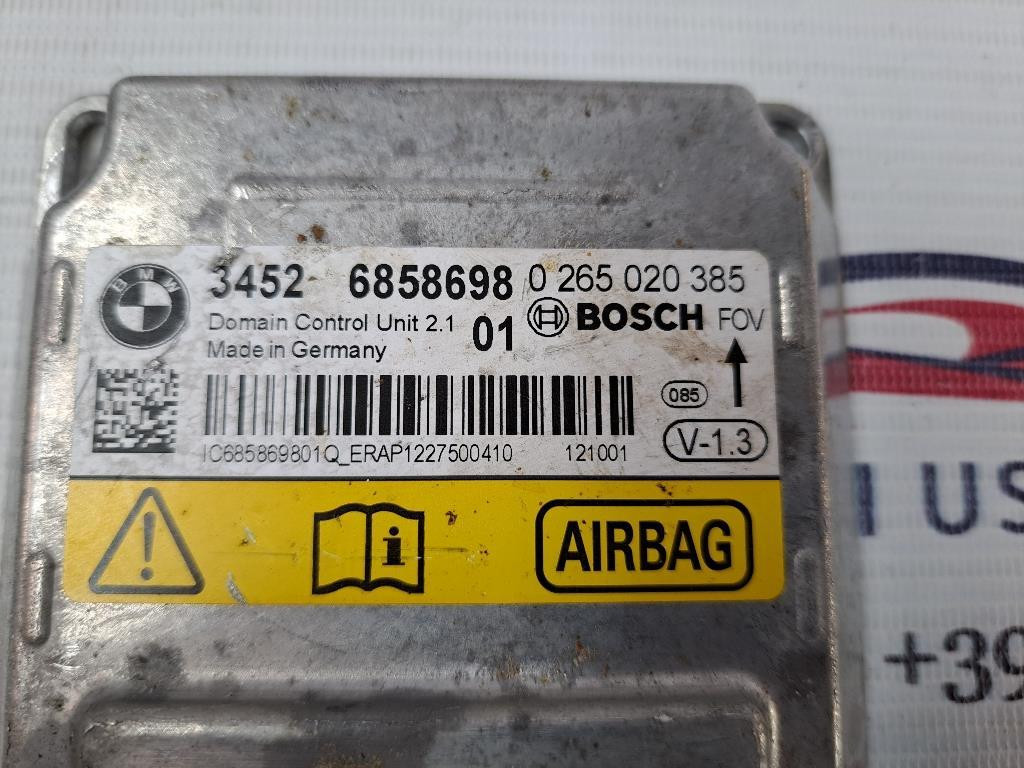 BMW
3452 6858698 0 265 020 385
Domain Control Unit 2.1 01 BOSCH FOV
Made in Germany
085
V-1.3
IC685869801Q_ERAP1227500410 121001
AIRBAG
I US
+39